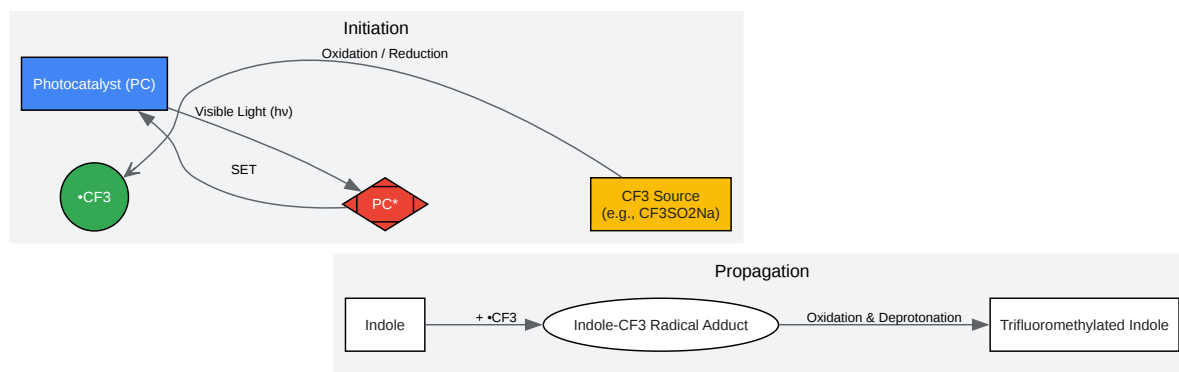 Initiation
Oxidation / Reduction
Photocatalyst (PC)
Visible Light (hν)
SET
•CF3
PC*
CF3 Source
(e.g., CF3SO2Na)
Propagation
Indole
+ •CF3
Indole-CF3 Radical Adduct
Oxidation & Deprotonation
Trifluoromethylated Indole